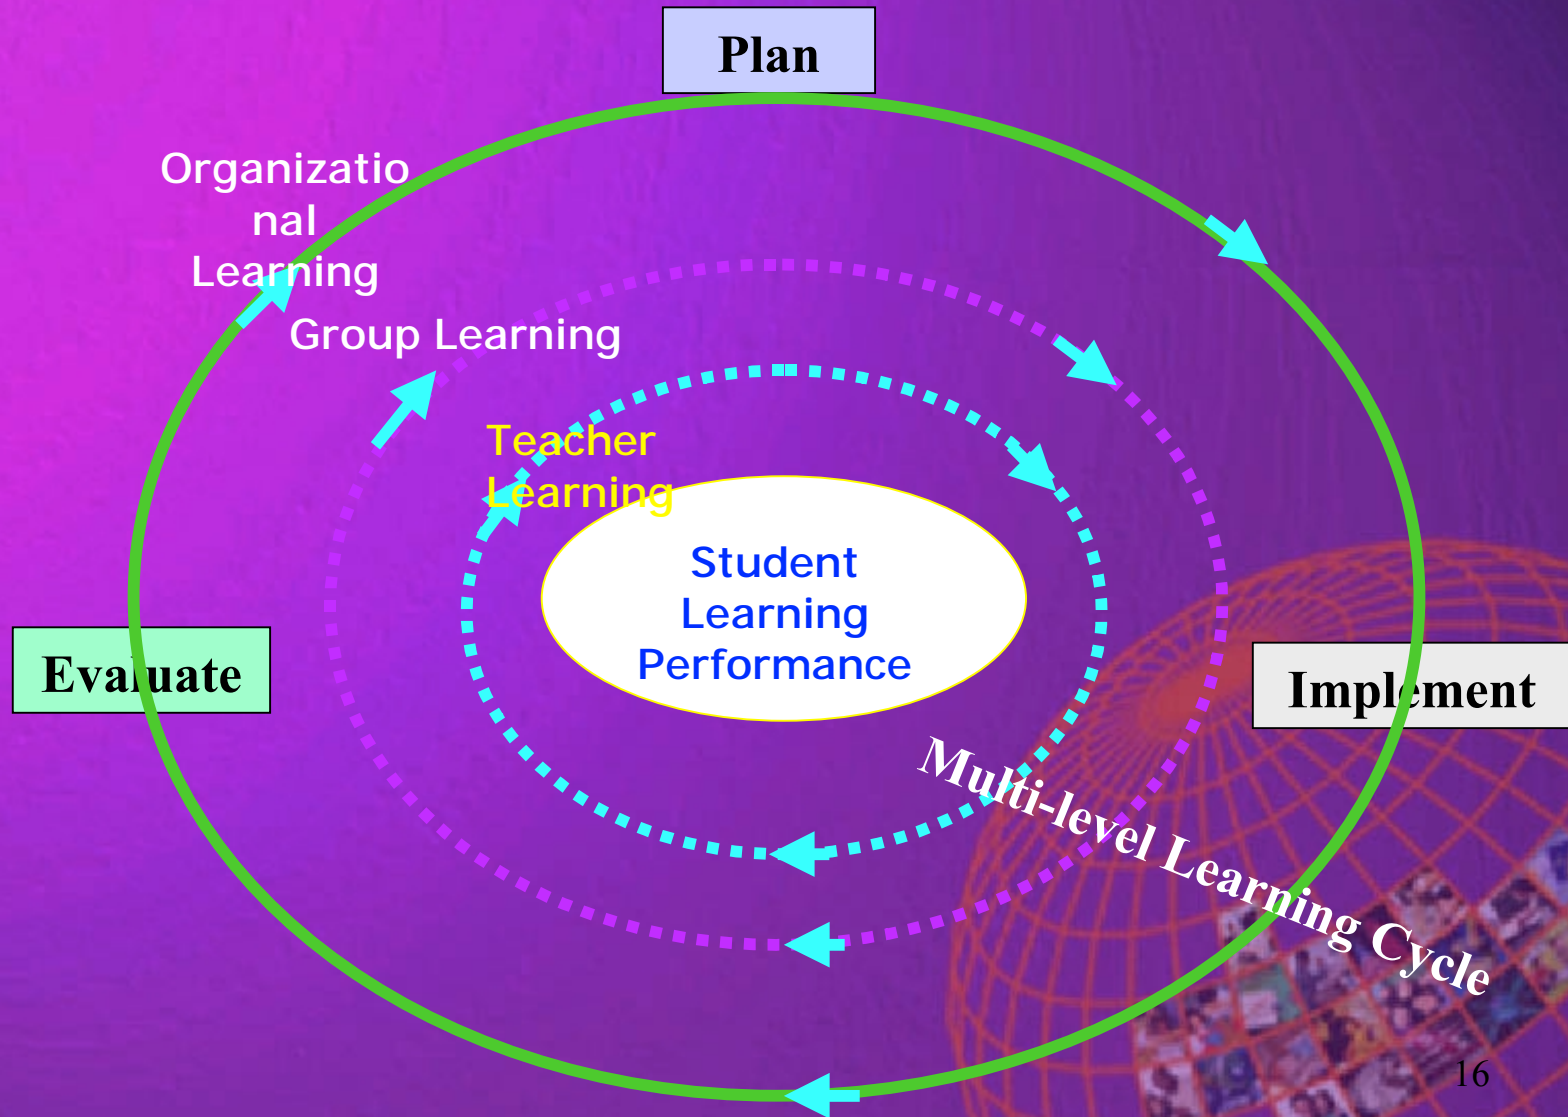 Plan
Organizatio
nal
Learning
Group Learning
Teacher
Learning
Student
Learning
Performance
Evaluate
Implement
Multi-level Learning Cycle
16